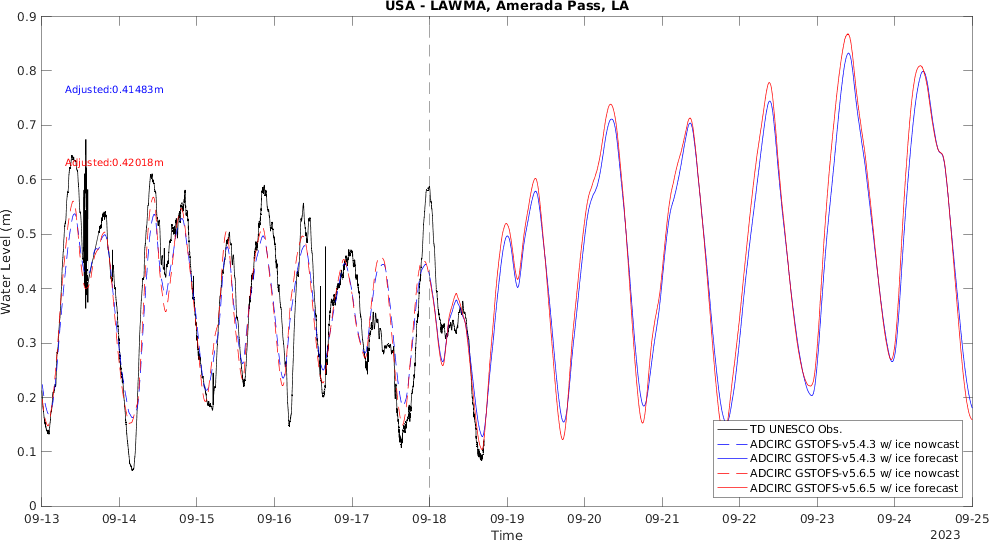 USA - LAWMA, Amerada Pass, LA
0.9
0.8
0.7
0.6
0.5
0.4
0.3
0.2
0.1
0
Water Level (m)
Adjusted:0.41483m
Adjusted:0.42018m
TD UNESCO Obs.
ADCIRC GSTOFS-v5.4.3 w/ ice nowcast
ADCIRC GSTOFS-v5.4.3 w/ ice forecast
ADCIRC GSTOFS-v5.6.5 w/ ice nowcast
ADCIRC GSTOFS-v5.6.5 w/ ice forecast
09-13 09-14 09-15 09-16 09-17 09-18 09-19 09-20 09-21 09-22 09-23 09-24 09-25
Time
2023